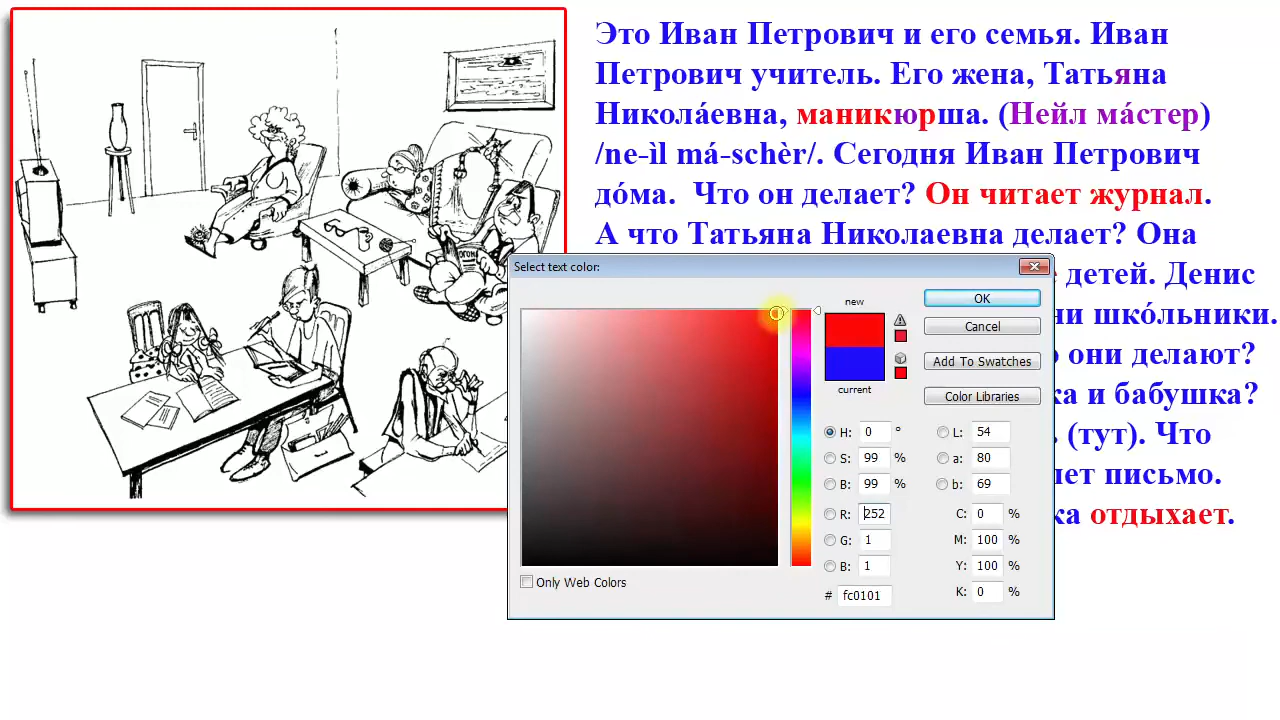 Это Иван Петрович и его семья. Иван
Петрович учитель. Его жена, Татьяна
Никола́евна, маникюрша. (Нейл ма́стер)
/ne-ìl má-schèr/. Сегодня Иван Петрович
до́ма. Что он делает? Он читает журнал.
А что Татьяна Николаевна делает? Она
детей. Денис
шко́льники.
они делают?
и бабушка?
(тут). Что
письмо.
отдыхает.
ОГОНЁ
Select text color:
new
current
OK
Cancel
Add To Swatches
Color Libraries
H: 0 °
S: 99 %
B: 99 %
R: 252
G: 1
B: 1
# fc0101
L: 54
a: 80
b: 69
C: 0 %
M: 100 %
Y: 100 %
K: 0 %
Only Web Colors